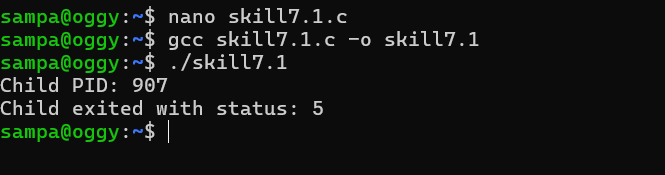 sampa@oggy:~$ nano skill7.1.c
sampa@oggy:~$ gcc skill7.1.c -o skill7.1
sampa@oggy:~$ ./skill7.1
Child PID: 907
Child exited with status: 5
sampa@oggy:~$